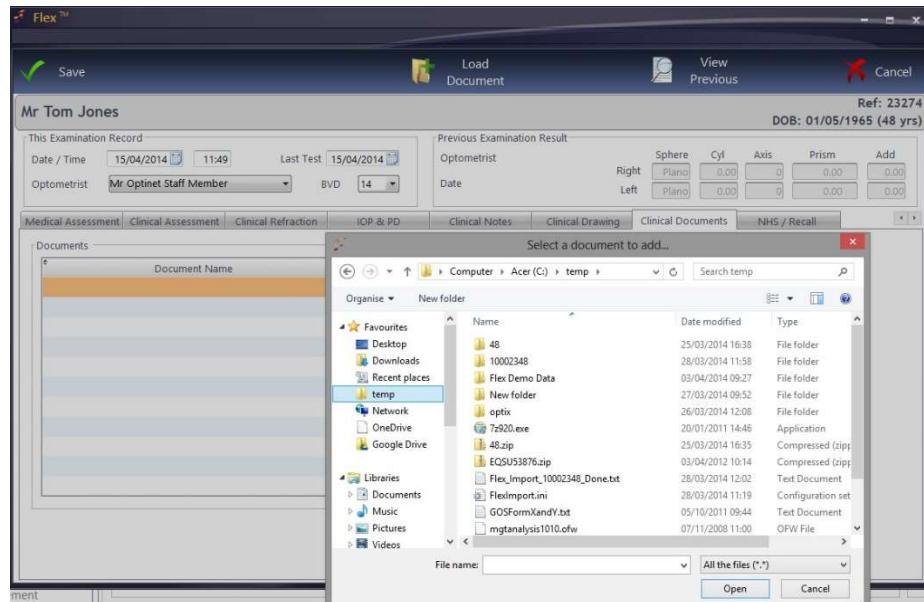 Flex ™
Save
Load Document
View Previous
Cancel
Mr Tom Jones
Ref: 23274
DOB: 01/05/1965 (48 yrs)
This Examination Record
Date / Time 15/04/2014 11:49 Last Test 15/04/2014
Optometrist Mr Optinet Staff Member BVD 14
Previous Examination Result
Optometrist
Date
Sphere Cyl Axis Prism Add
Right Plano 0.00 0 0.00 0.00
Left Plano 0.00 0 0.00 0.00
Medical Assessment Clinical Assessment Clinical Refraction IOP & PD Clinical Notes Clinical Drawing Clinical Documents NHS / Recall
Documents
Document Name
Select a document to add...
Computer Acer (C:) temp
Search temp
Organise New folder
Favourites
Desktop
Downloads
Recent places
temp
Network
OneDrive
Google Drive
Libraries
Documents
Music
Pictures
Videos
Name Date modified Type
48 25/03/2014 16:38 File folder
10002348 28/03/2014 11:58 File folder
Flex Demo Data 03/04/2014 09:27 File folder
New folder 27/03/2014 09:52 File folder
optix 26/03/2014 12:08 File folder
7z920.exe 20/01/2011 14:46 Application
48.zip 25/03/2014 16:35 Compressed (zipp
EQSU53876.zip 03/04/2012 10:14 Compressed (zipp
Flex_Import_10002348_Done.txt 28/03/2014 12:02 Text Document
FlexImport.ini 28/03/2014 11:19 Configuration set
GOSFormXandY.txt 05/10/2011 09:44 Text Document
mgtanalysis1010.ofw 07/11/2008 11:00 OFW File
File name:
All the files (*.*)
Open Cancel
ement